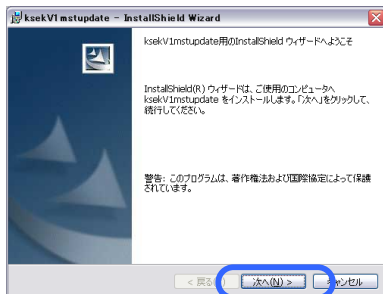 ksekV1mstupdate - InstallShield Wizard
ksekV1mstupdate用のInstallShield ウィザードへようこそ
InstallShield(R) ウィザードは、ご使用のコンピュータへ
ksekV1mstupdate をインストールします。「次へ」をクリックして、
続行してください。
警告: このプログラムは、著作権法および国際協定によって保護
されています。
< 戻る
次へ(N) >
キャンセル